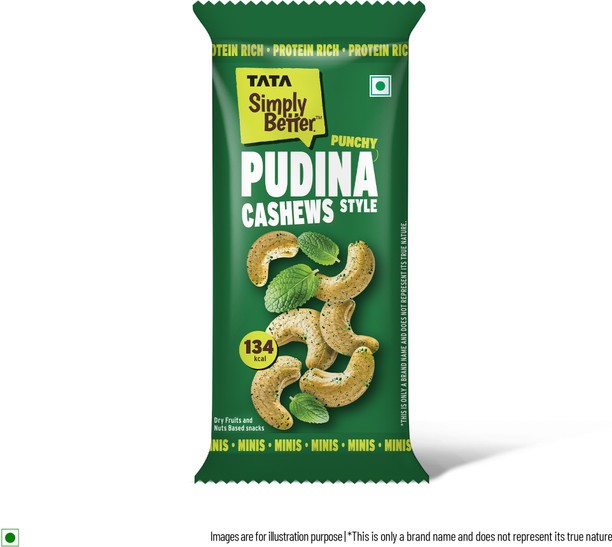 PROTEIN RICH • PROTEIN RICH • PROTEIN RIC
TATA
Simply
Better™
PUNCHY
PUDINA
CASHEWS STYLE
134
kcal
*THIS IS ONLY A BRAND NAME AND DOES NOT REPRESENT ITS TRUE NATURE.
Dry Fruits and
Nuts Based snacks
INIS • MINIS • MINIS • MINIS • MINIS • MINIS
Images are for illustration purpose | *This is only a brand name and does not represent its true nature